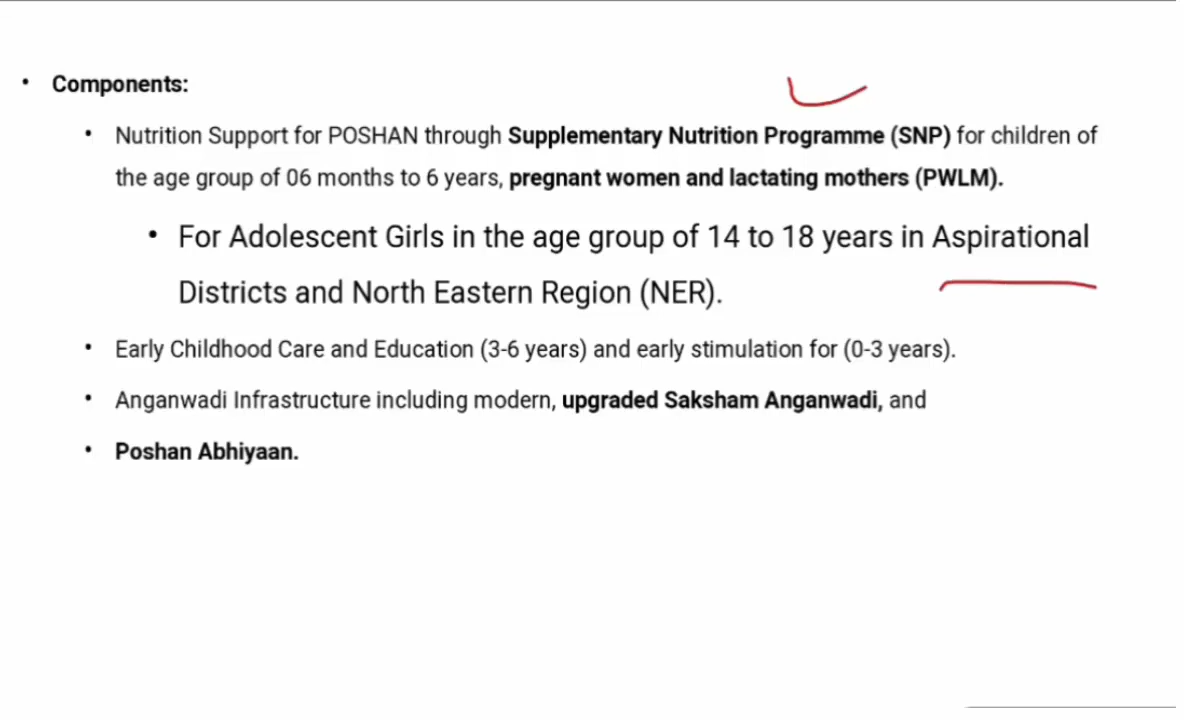 • Components:
• Nutrition Support for POSHAN through Supplementary Nutrition Programme (SNP) for children of
the age group of 06 months to 6 years, pregnant women and lactating mothers (PWLM).
• For Adolescent Girls in the age group of 14 to 18 years in Aspirational
Districts and North Eastern Region (NER).
• Early Childhood Care and Education (3-6 years) and early stimulation for (0-3 years).
• Anganwadi Infrastructure including modern, upgraded Saksham Anganwadi, and
• Poshan Abhiyaan.